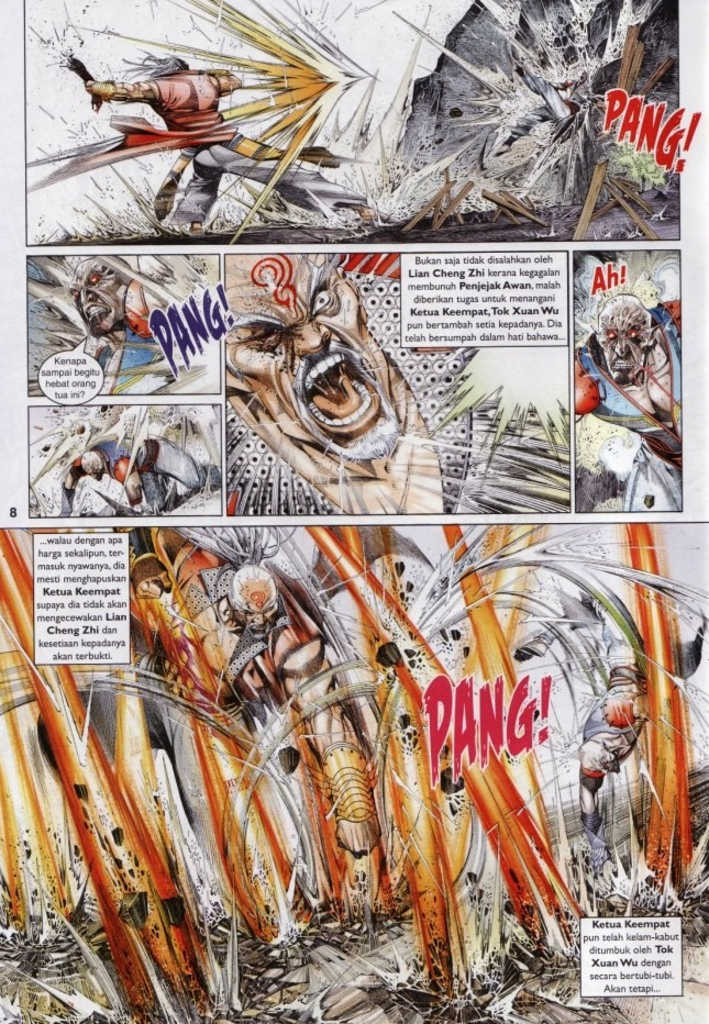 PANG!
Kenapa
sampai begitu
hebat orang
tua ini?
PANG!
Bukan saja tidak disalahkan oleh
Lian Cheng Zhi kerana kegagalan
membunuh Penjejak Awan, malah
diberikan tugas untuk menangani
Ketua Keempat,Tok Xuan Wu
pun bertambah setia kepadanya. Dia
telah bersumpah dalam hati bahawa...
Ah!
8
...walau dengan apa
harga sekalipun, ter-
masuk nyawanya, dia
mesti menghapuskan
Ketua Keempat
supaya dia tidak akan
mengecewakan Lian
Cheng Zhi dan
kesetiaan kepadanya
akan terbukti.
PANG!
Ketua Keempat
pun telah kelam-kabut
ditumbuk oleh Tok
Xuan Wu dengan
secara bertubi-tubi.
Akan tetapi...